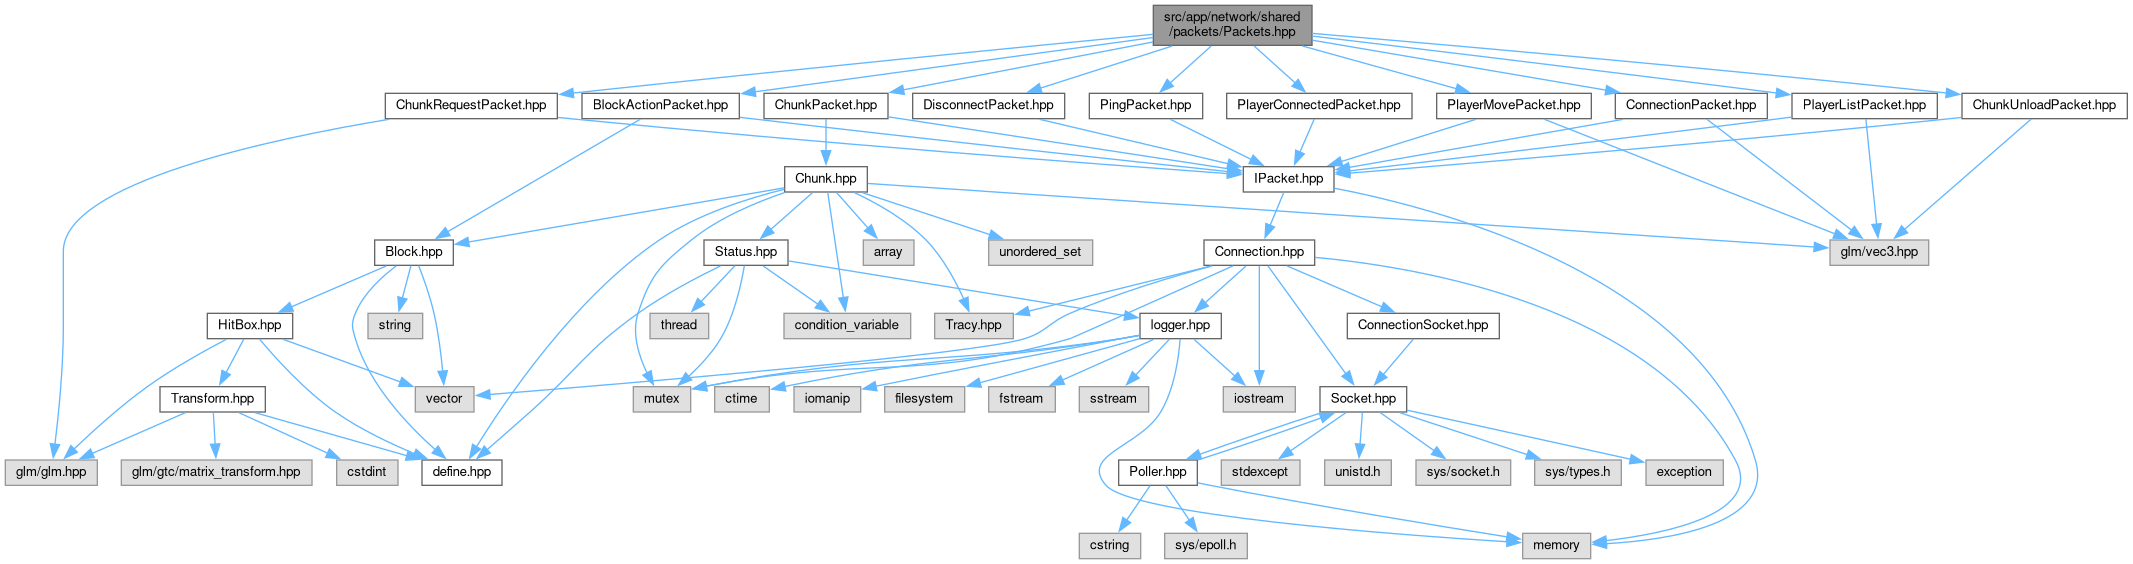 src/app/network/shared
/packets/Packets.hpp
ChunkRequestPacket.hpp
BlockActionPacket.hpp
ChunkPacket.hpp
DisconnectPacket.hpp
PingPacket.hpp
PlayerConnectedPacket.hpp
PlayerMovePacket.hpp
ConnectionPacket.hpp
PlayerListPacket.hpp
ChunkUnloadPacket.hpp
Chunk.hpp
IPacket.hpp
Block.hpp
Status.hpp
array
unordered_set
Connection.hpp
glm/vec3.hpp
HitBox.hpp
string
thread
condition_variable
Tracy.hpp
logger.hpp
ConnectionSocket.hpp
Transform.hpp
vector
mutex
ctime
iomanip
filesystem
fstream
sstream
iostream
Socket.hpp
glm/glm.hpp
glm/gtc/matrix_transform.hpp
cstdint
define.hpp
Poller.hpp
stdexcept
unistd.h
sys/socket.h
sys/types.h
exception
cstring
sys/epoll.h
memory